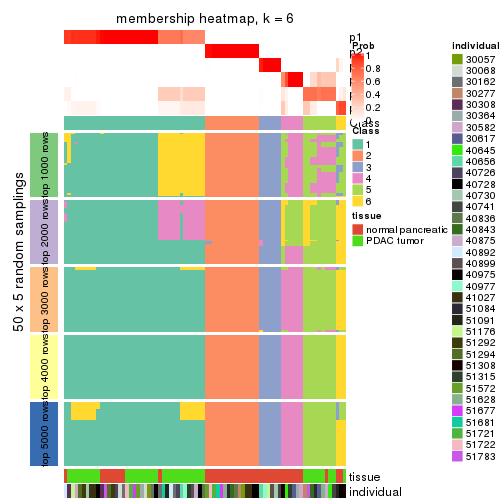 membership heatmap, k = 6
p1
p2
Class
tissue
individual
50 x 5 random samplings
top 1000 rows
top 2000 rows
top 3000 rows
top 4000 rows
top 5000 rows
Prob
1
0.8
0.6
0.4
0.2
0
Class
1
2
3
4
5
6
tissue
normal pancreatic
PDAC tumor
individual
30057
30068
30162
30277
30308
30364
30582
30617
40645
40656
40726
40728
40730
40741
40836
40843
40875
40892
40899
40975
40977
41027
51084
51091
51176
51292
51294
51308
51315
51572
51628
51677
51681
51721
51722
51783